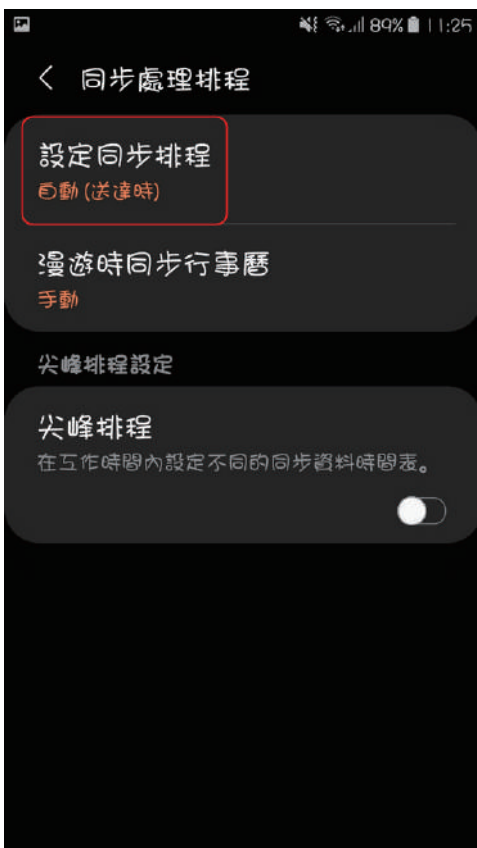 89% 11:25
同步處理排程
設定同步排程
自動 (送達時)
漫遊時同步行事曆
手動
尖峰排程設定
尖峰排程
在工作時間內設定不同的同步資料時間表。